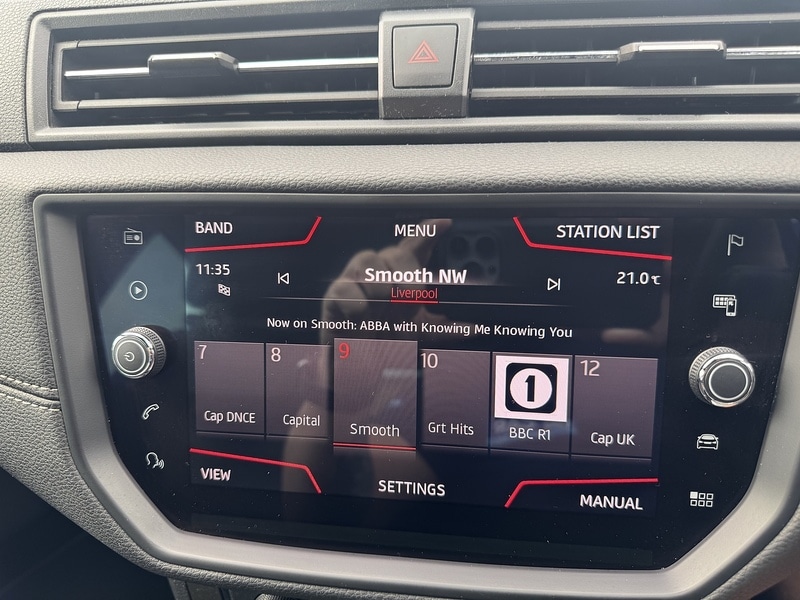 BAND MENU STATION LIST
11:35 Smooth NW 21.0℃
Liverpool
Now on Smooth: ABBA with Knowing Me Knowing You
7 8 9 10 1 12
Cap DNCE Capital Smooth Grt Hits BBC R1 Cap UK
VIEW SETTINGS MANUAL